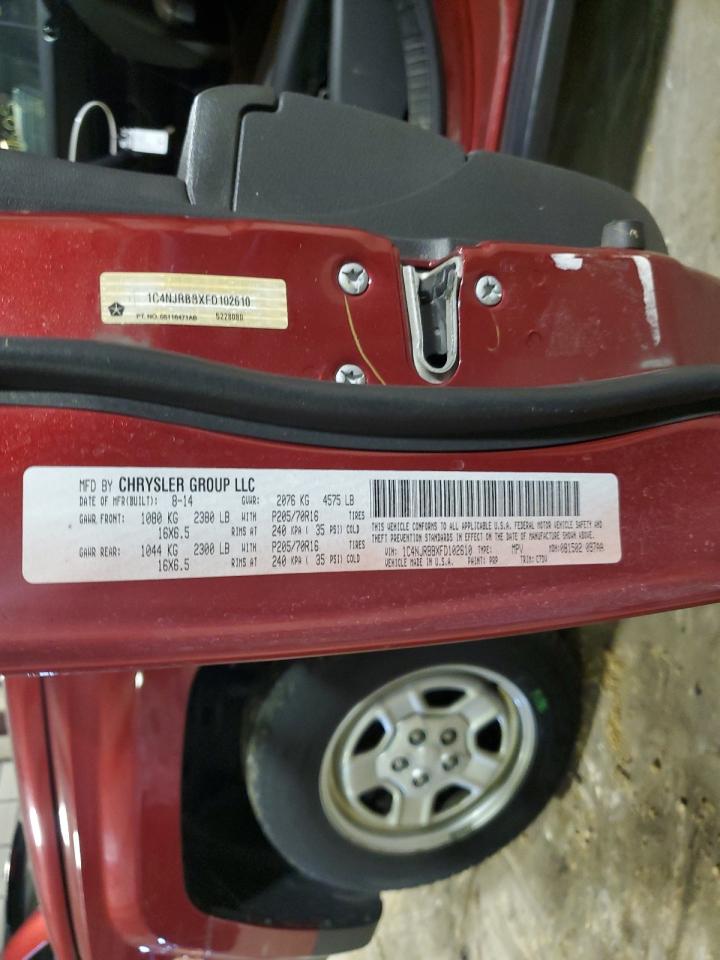 1C4NJRBBXFD102610
PT. NO. 05116471AB 5228080
MFD BY CHRYSLER GROUP LLC
DATE OF MFR(BUILT): 8-14 GVWR: 2076 KG 4575 LB
GAWR FRONT: 1080 KG 2380 LB WITH P205/70R16 TIRES
16X6.5 RIMS AT 240 KPA ( 35 PSI) COLD
GAWR REAR: 1044 KG 2300 LB WITH P205/70R16 TIRES
16X6.5 RIMS AT 240 KPA ( 35 PSI) COLD
THIS VEHICLE CONFORMS TO ALL APPLICABLE U.S.A. FEDERAL MOTOR VEHICLE SAFETY AND
THEFT PREVENTION STANDARDS IN EFFECT ON THE DATE OF MANUFACTURE SHOWN ABOVE.
VIN: 1C4NJRBBXFD102610 TYPE: MPV MDH: 081502 097AA
VEHICLE MADE IN U.S.A. PAINT: PRP TRIM: C7DV